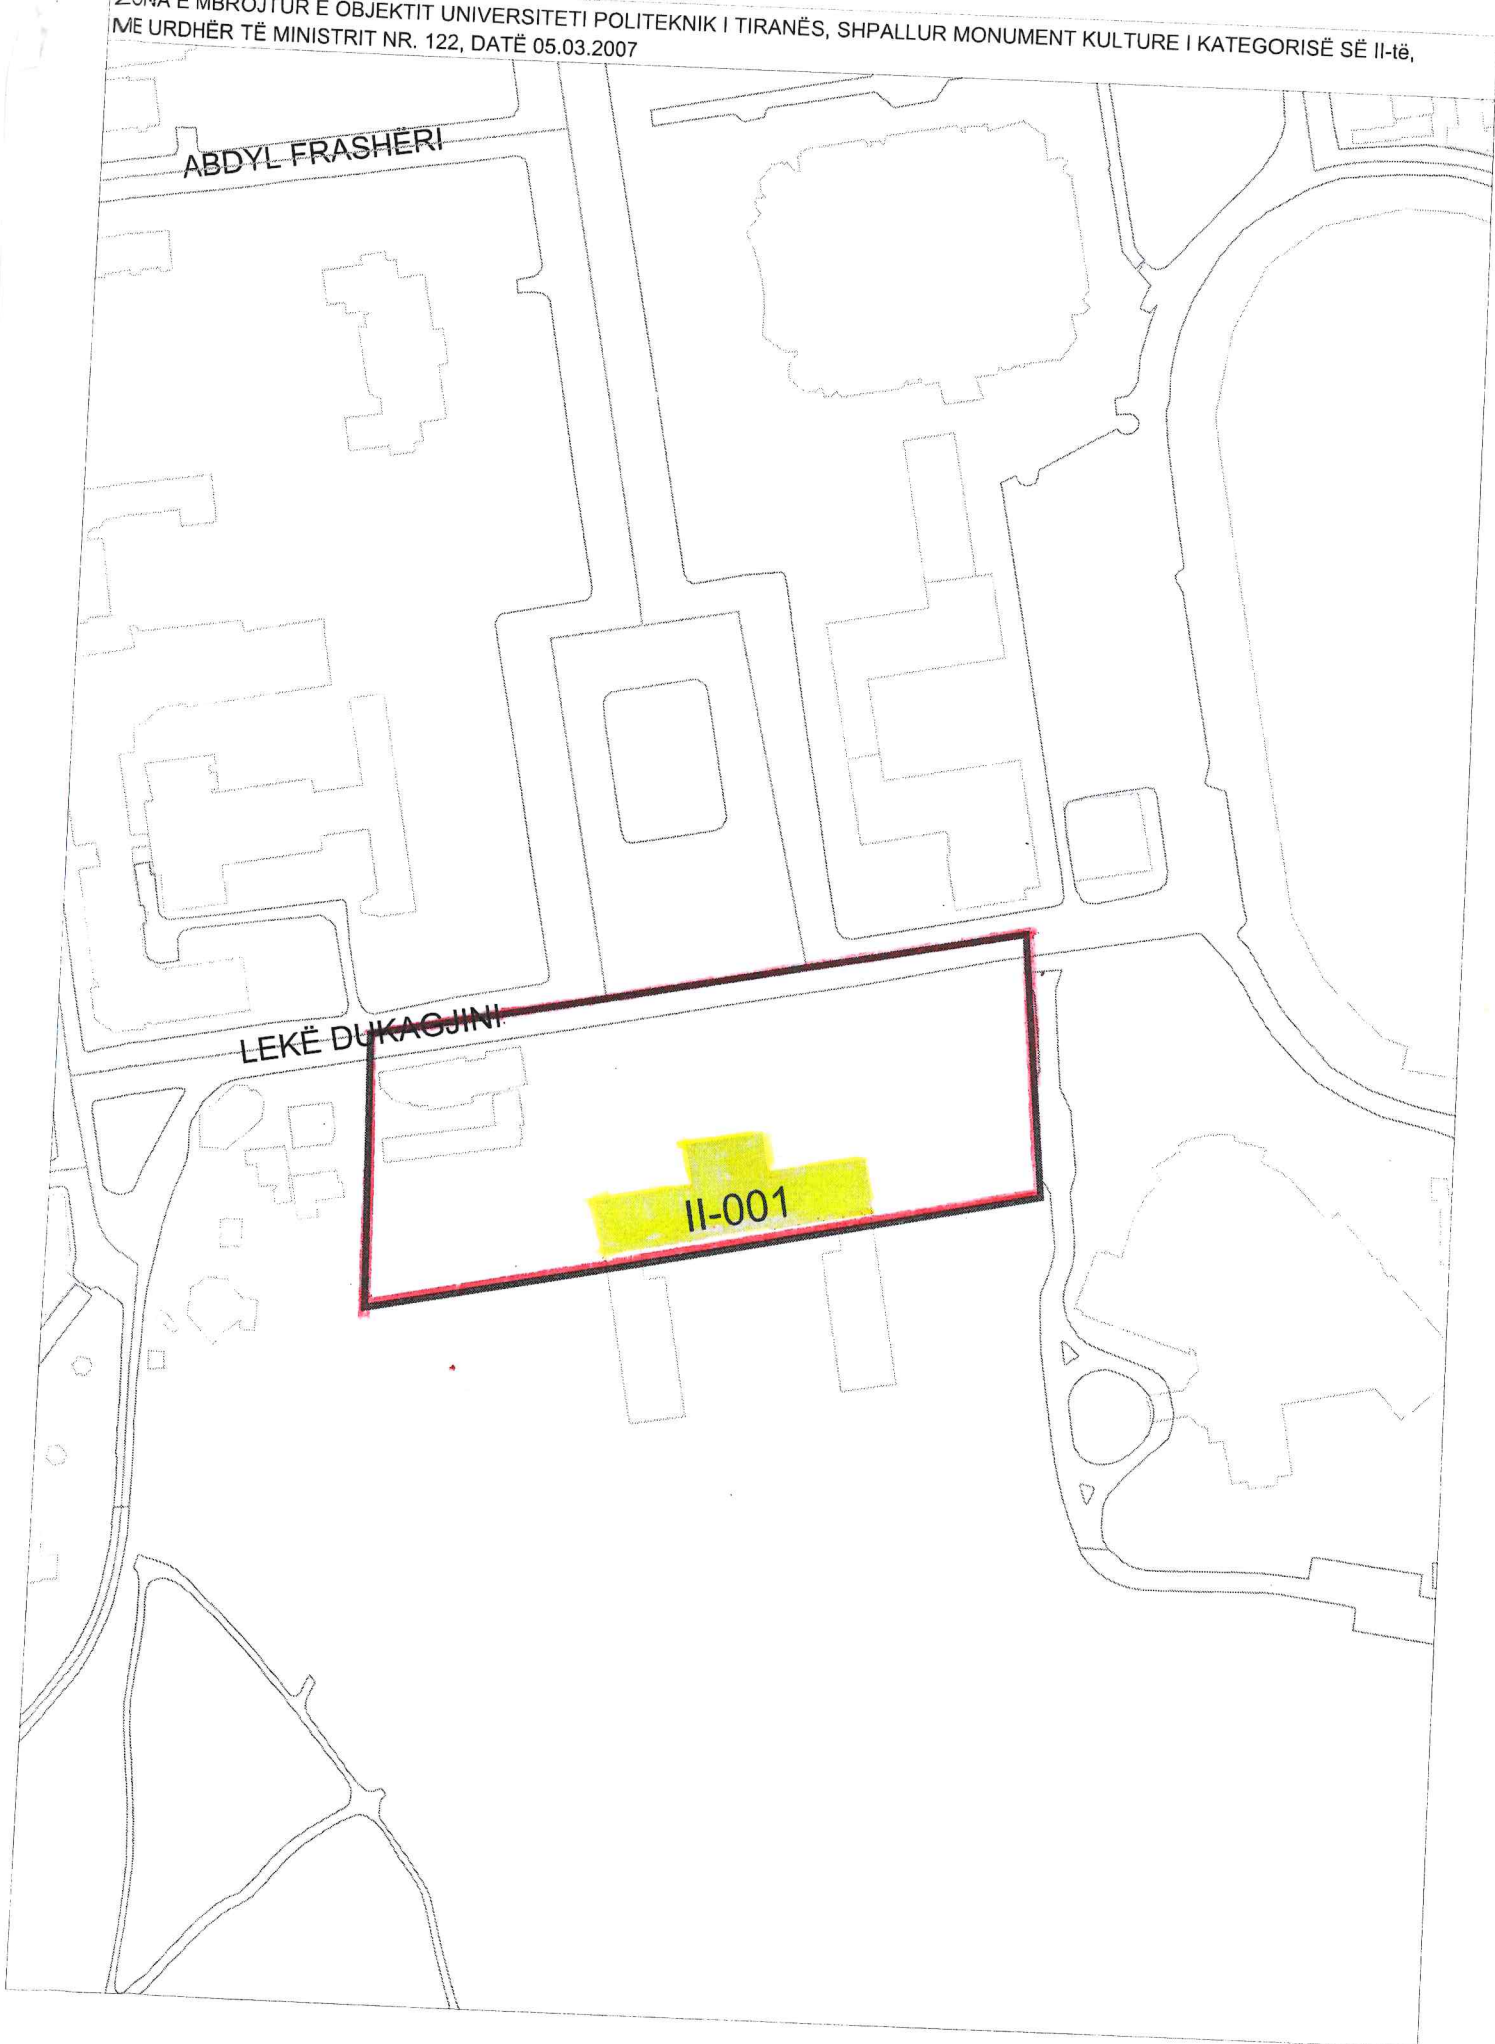 ZONA E MBROJTUR E OBJEKTIT UNIVERSITETI POLITEKNIK I TIRANËS, SHPALLUR MONUMENT KULTURE I KATEGORISË SË II-të,
ME URDHËR TË MINISTRIT NR. 122, DATË 05.03.2007
ABDYL FRASHËRI
LEKË DUKAGJINI
II-001